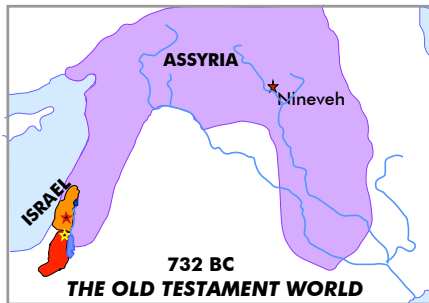 ASSYRIA
Nineveh
ISRAEL
732 BC
THE OLD TESTAMENT WORLD